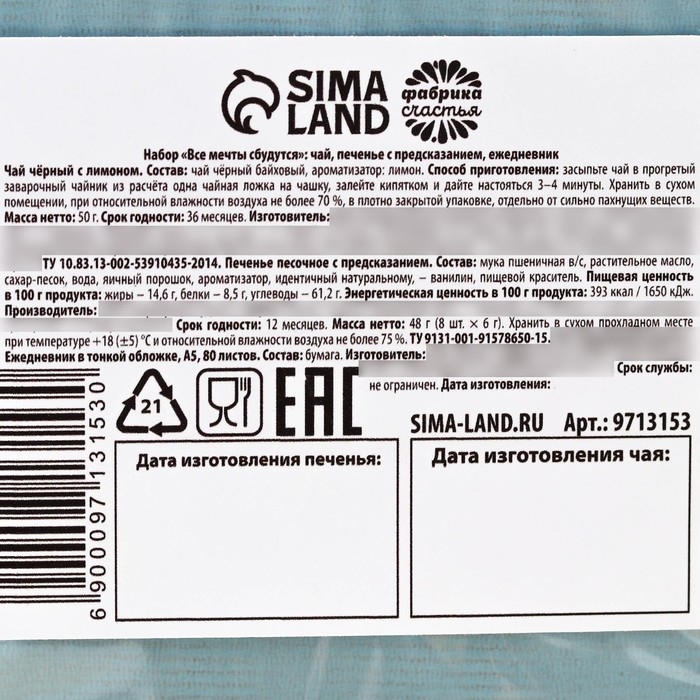 SIMA
LAND
фабрика
счастья
Набор «Все мечты сбудутся»: чай, печенье с предсказанием, ежедневник
Чай чёрный с лимоном. Состав: чай чёрный байховый, ароматизатор: лимон. Способ приготовления: засыпьте чай в прогретый
заварочный чайник из расчёта одна чайная ложка на чашку, залейте кипятком и дайте настояться 3–4 минуты. Хранить в сухом
помещении, при относительной влажности воздуха не более 70 %, в плотно закрытой упаковке, отдельно от сильно пахнущих веществ.
Масса нетто: 50 г. Срок годности: 36 месяцев. Изготовитель:
ТУ 10.83.13-002-53910435-2014. Печенье песочное с предсказанием. Состав: мука пшеничная в/с, растительное масло,
сахар-песок, вода, яичный порошок, ароматизатор, идентичный натуральному, – ванилин, пищевой краситель. Пищевая ценность
в 100 г продукта: жиры – 14,6 г, белки – 8,5 г, углеводы – 61,2 г. Энергетическая ценность в 100 г продукта: 393 ккал / 1650 кДж.
Производитель:
Срок годности: 12 месяцев. Масса нетто: 48 г (8 шт. × 6 г). Хранить в сухом прохладном месте
при температуре +18 (±5) °С и относительной влажности воздуха не более 75 %. ТУ 9131-001-91578650-15.
Ежедневник в тонкой обложке, А5, 80 листов. Состав: бумага. Изготовитель:
Срок службы:
не ограничен. Дата изготовления:
6 900097 131530
21
EAC
SIMA-LAND.RU Арт.: 9713153
Дата изготовления печенья:
Дата изготовления чая: